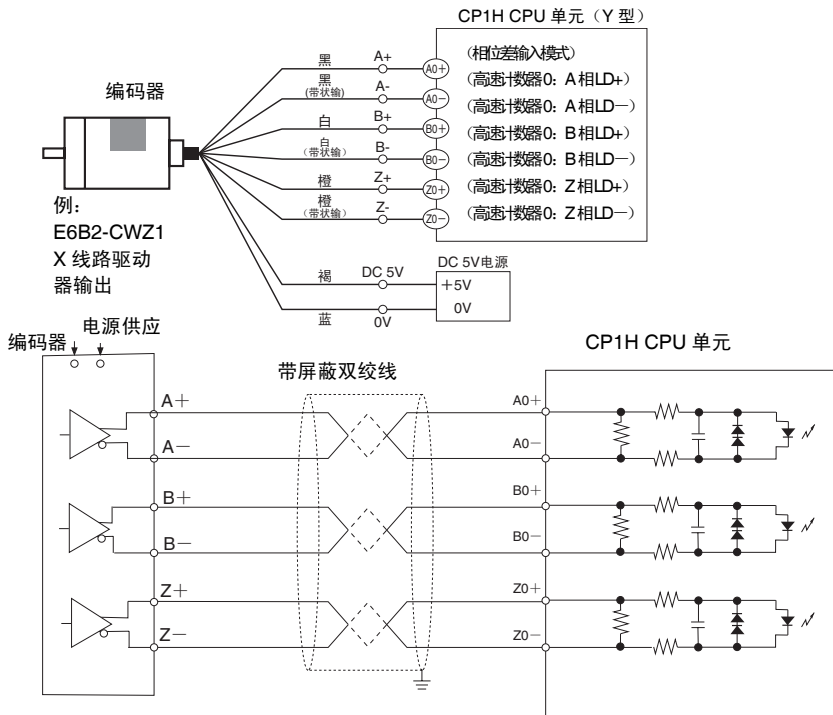 CP1H CPU 单元（Y 型）
编码器
黑 A+ A0+ （相位差输入模式）
黑 (带状输) A- A0− （高速计数器0：A 相LD+）
白 B+ B0+ （高速计数器0：A 相LD−）
白 （带状输） B- B0− （高速计数器0：B 相LD+）
橙 Z+ Z0+ （高速计数器0：B 相LD−）
橙 （带状输） Z- Z0− （高速计数器0：Z 相LD+）
（高速计数器0：Z 相LD−）
例：
E6B2-CWZ1
X 线路驱动
器输出
褐 DC 5V
蓝 0V
DC 5V电源
+5V
0V
编码器 电源供应
带屏蔽双绞线
CP1H CPU 单元
A+ A0+
A− A0−
B+ B0+
B− B0−
Z+ Z0+
Z− Z0−